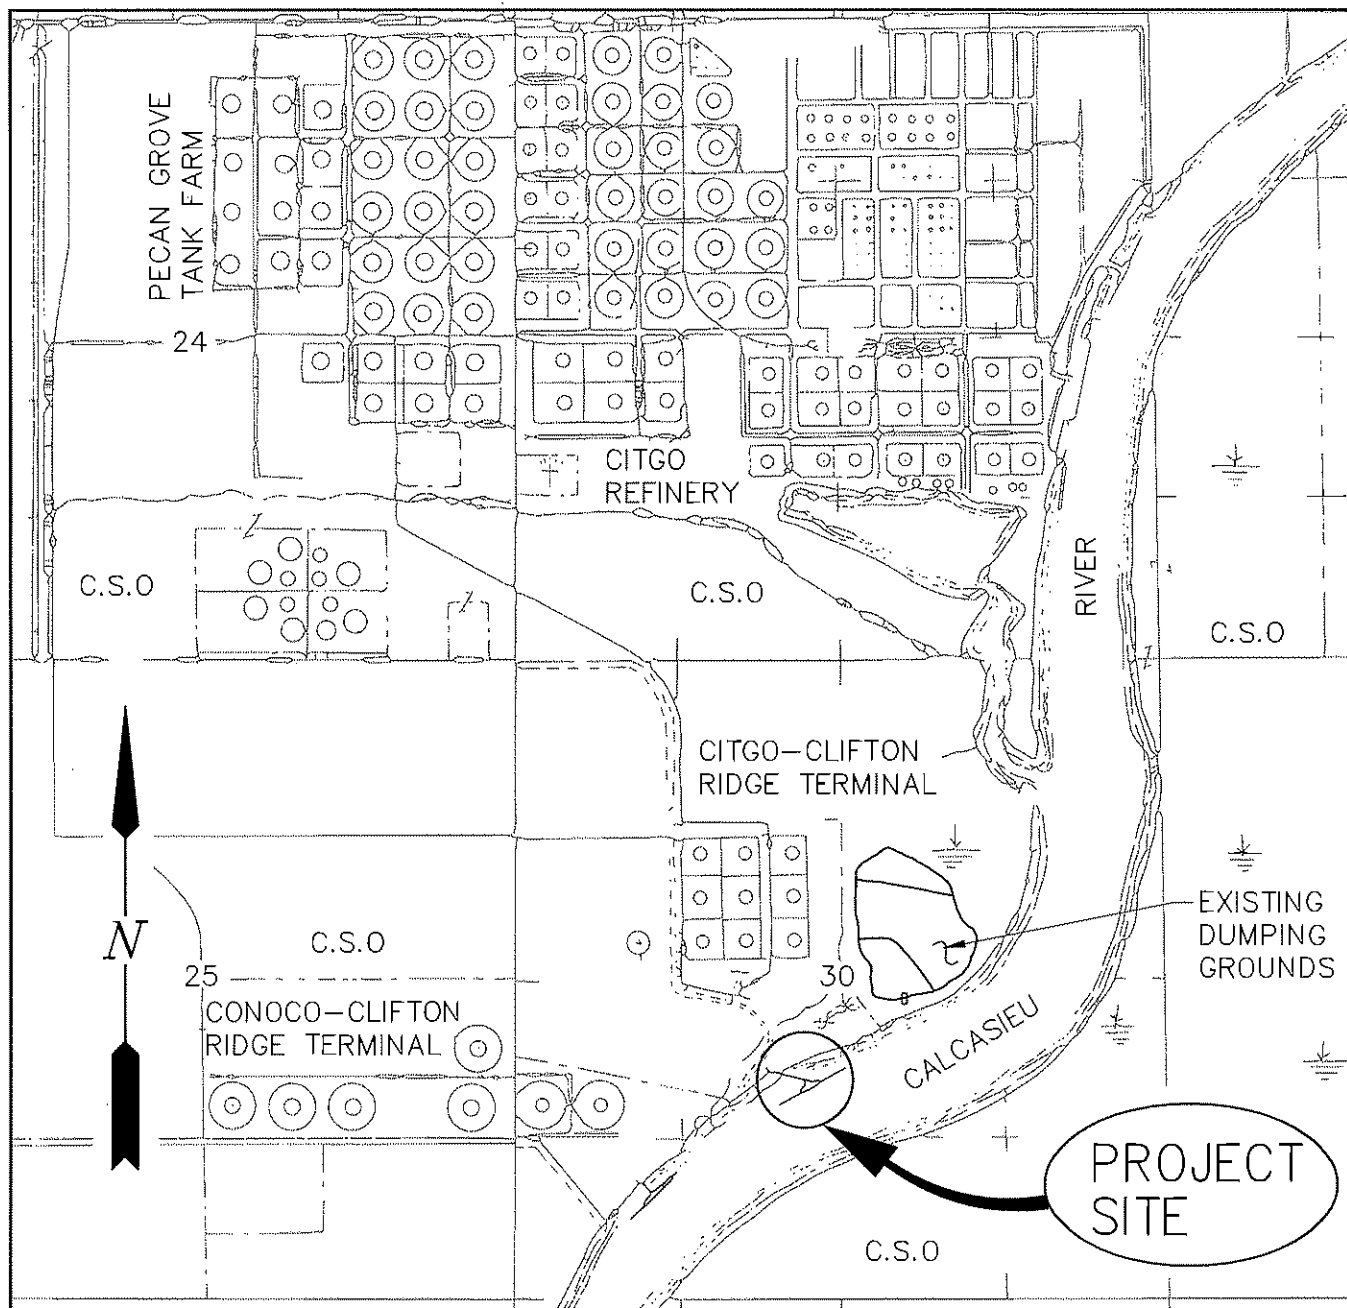 PECAN GROVE
TANK FARM
24
CITGO
REFINERY
C.S.O
C.S.O
RIVER
C.S.O
CITGO-CLIFTON
RIDGE TERMINAL
N
C.S.O
EXISTING
DUMPING
GROUNDS
25
30
CONOCO-CLIFTON
RIDGE TERMINAL
CALCASIEU
PROJECT
SITE
C.S.O